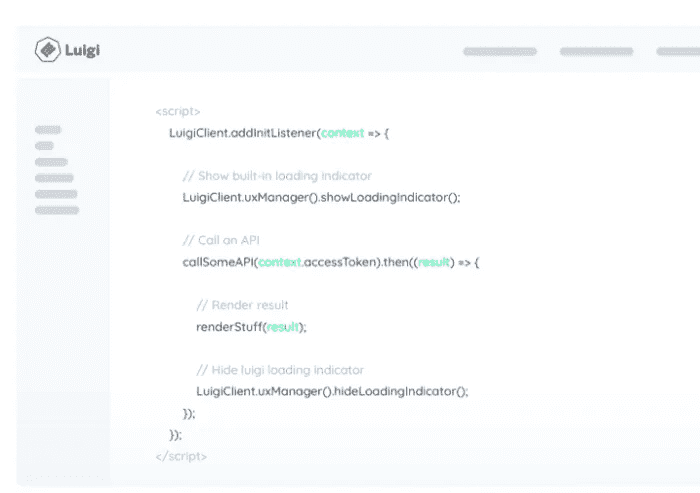 Luigi
<script>
LuigiClient.addInitListener(context => {
// Show built-in loading indicator
LuigiClient.uxManager().showLoadingIndicator();
// Call an API
callSomeAPI(context.accessToken).then((result) => {
// Render result
renderStuff(result);
// Hide luigi loading indicator
LuigiClient.uxManager().hideLoadingIndicator();
});
});
</script>